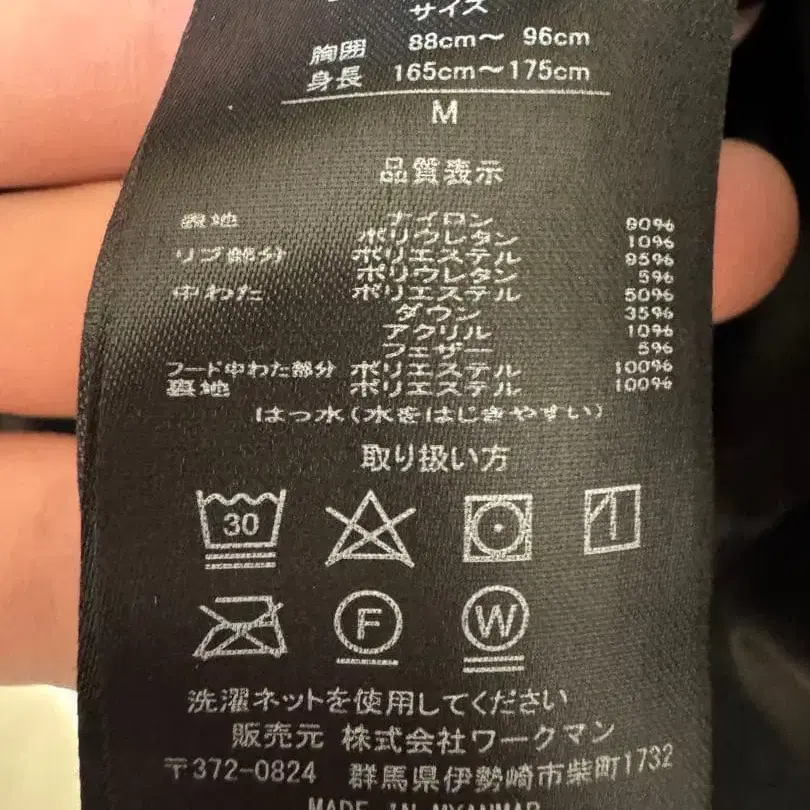 サイズ
胸囲 88cm～ 96cm
身長 165cm～175cm
M
品質表示
表地 ナイロン 90%
ポリウレタン 10%
リブ部分 ポリエステル 95%
ポリウレタン 5%
中わた ポリエステル 50%
ダウン 35%
アクリル 10%
フェザー 5%
フード中わた部分 ポリエステル 100%
裏地 ポリエステル 100%
はっ水(水をはじきやすい)
取り扱い方
30
F W
洗濯ネットを使用してください
販売元 株式会社ワークマン
〒372-0824 群馬県伊勢崎市柴町1732
MADE IN MYANMAR